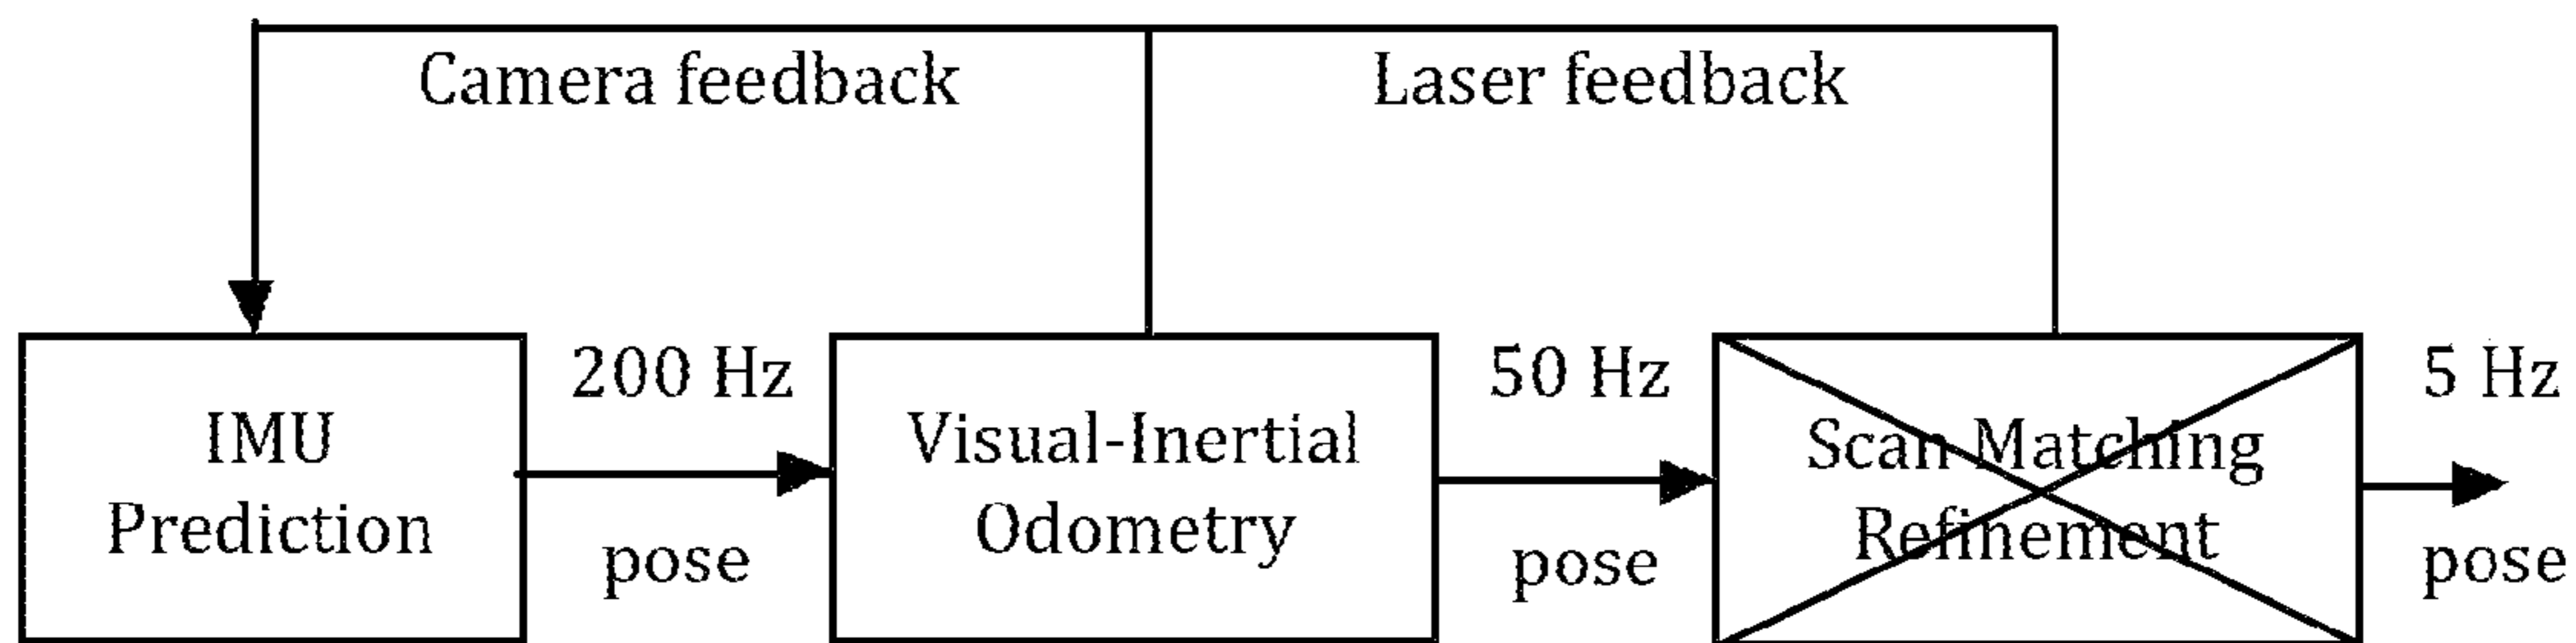 Camera feedback
Laser feedback
IMU
Prediction
200 Hz
pose
Visual-Inertial
Odometry
50 Hz
pose
Scan Matching
Refinement
5 Hz
pose